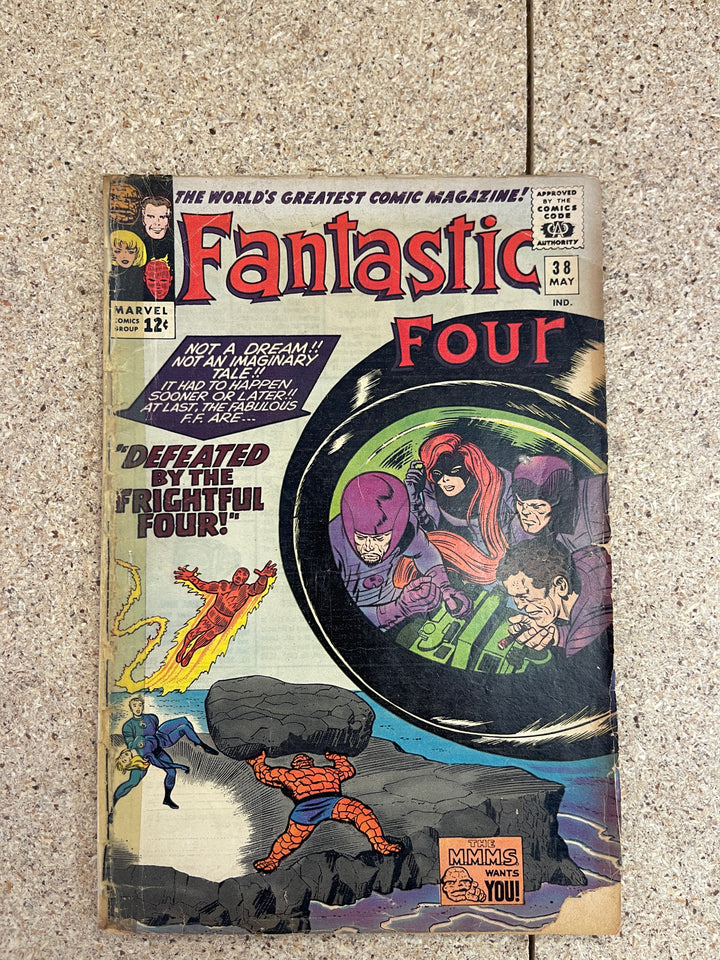 THE WORLD'S GREATEST COMIC MAGAZINE!
APPROVED
BY THE
COMICS
CODE
CA
AUTHORITY
Fantastic
Four
38
MAY
IND.
MARVEL
COMICS
GROUP
12¢
NOT A DREAM!!
NOT AN IMAGINARY
TALE!!
IT HAD TO HAPPEN
SOONER OR LATER!!
AT LAST, THE FABULOUS
F.F. ARE...
"DEFEATED
BY THE
FRIGHTFUL
FOUR!"
THE
M.M.M.S.
WANTS
YOU!